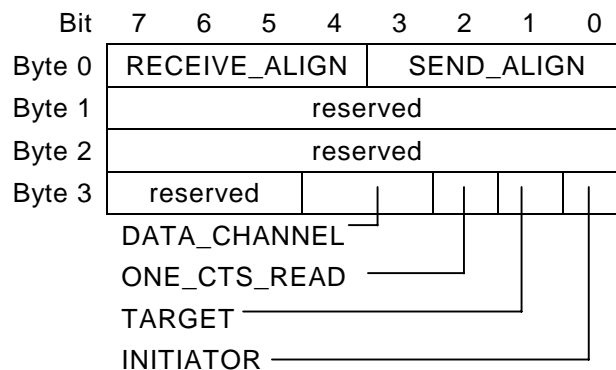 Bit 7 6 5 4 3 2 1 0
Byte 0 RECEIVE_ALIGN SEND_ALIGN
Byte 1 reserved
Byte 2 reserved
Byte 3 reserved
DATA_CHANNEL
ONE_CTS_READ
TARGET
INITIATOR